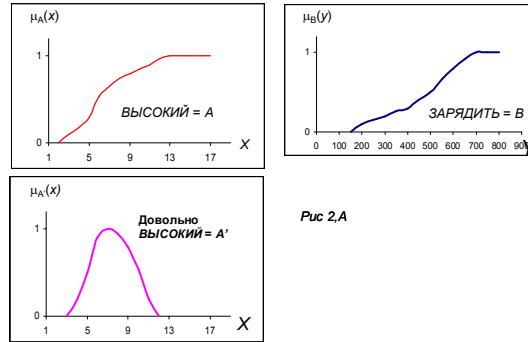 μA(x)
1
0
1 5 9 13 17
X
ВЫСОКИЙ = A
μB(y)
1
0
0 100 200 300 400 500 600 700 800 900
ЗАРЯДИТЬ = B
μA'(x)
1
0
1 5 9 13 17
X
Довольно
ВЫСОКИЙ = A'
Рис 2,А